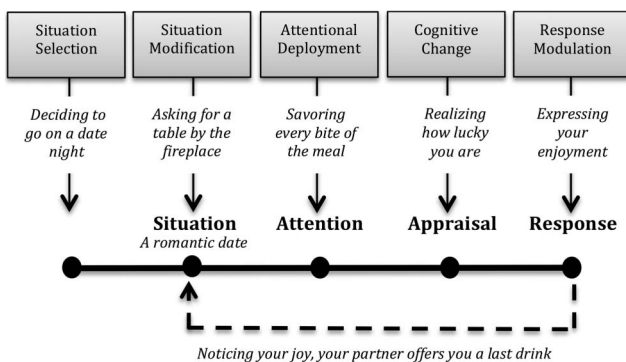 Situation
Selection
Situation
Modification
Attentional
Deployment
Cognitive
Change
Response
Modulation
Deciding to
go on a date
night
Asking for a
table by the
fireplace
Savoring
every bite of
the meal
Realizing
how lucky
you are
Expressing
your
enjoyment
Situation
A romantic date
Attention
Appraisal
Response
Noticing your joy, your partner offers you a last drink